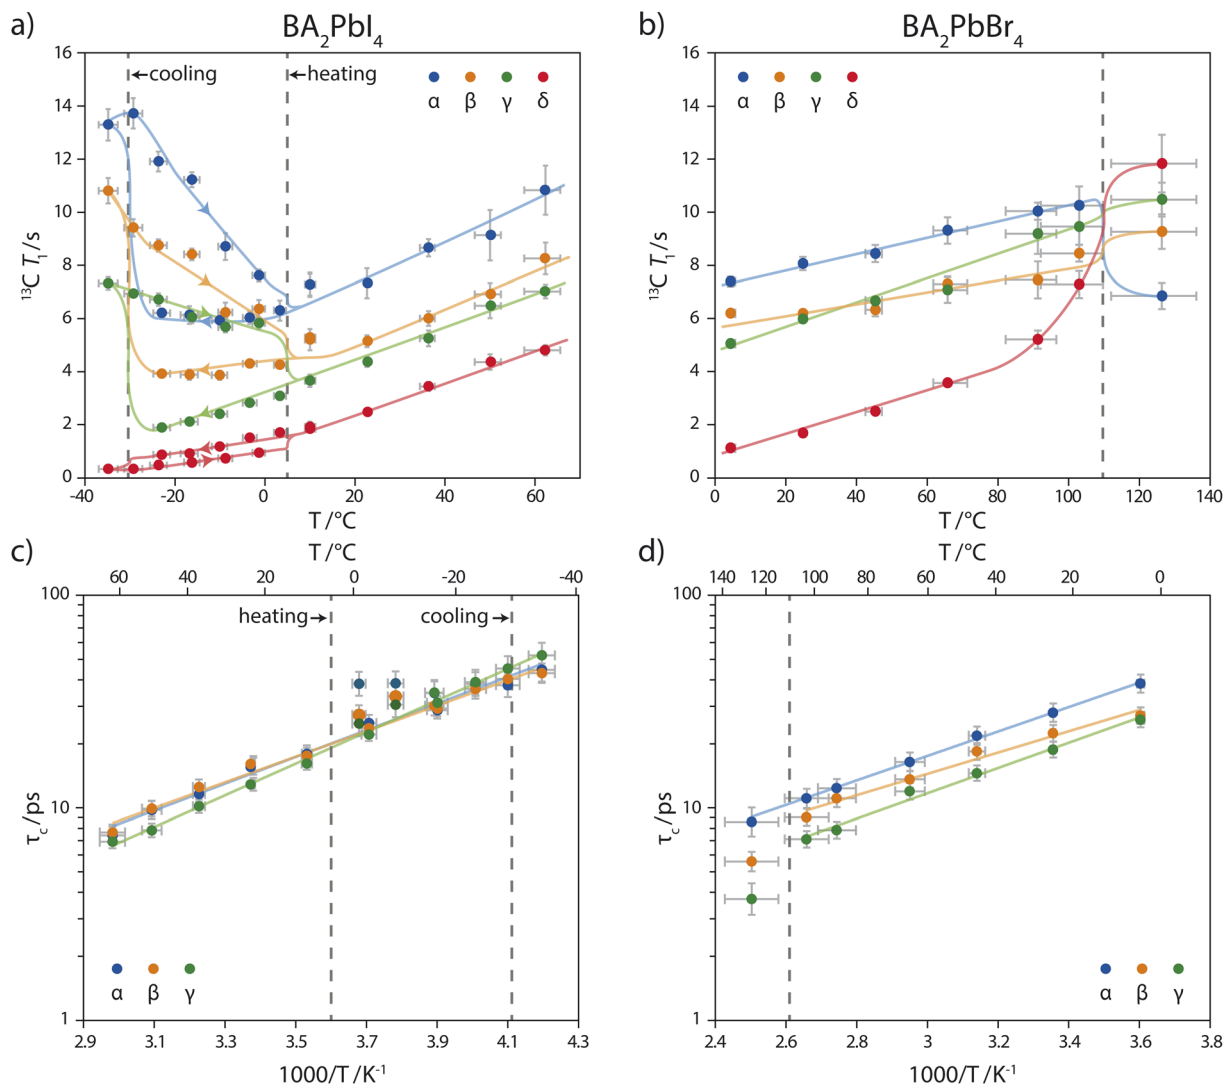 a)
BA₂PbI₄
16
14
12
10
8
6
4
2
0
¹³C T₁/s
←cooling
←heating
α β γ δ
-40 -20 0 20 40 60
T /°C
b)
BA₂PbBr₄
16
14
12
10
8
6
4
2
0
¹³C T₁/s
α β γ δ
0 20 40 60 80 100 120 140
T /°C
c)
T /°C
60 50 40 20 10 0 -20 -40
100
10
1
τc/ps
heating→
cooling→
α β γ
2.9 3.1 3.3 3.5 3.7 3.9 4.1 4.3
1000/T /K⁻¹
d)
T /°C
140 120 100 80 60 40 20 0
100
10
1
τc/ps
α β γ
2.4 2.6 2.8 3 3.2 3.4 3.6 3.8
1000/T /K⁻¹